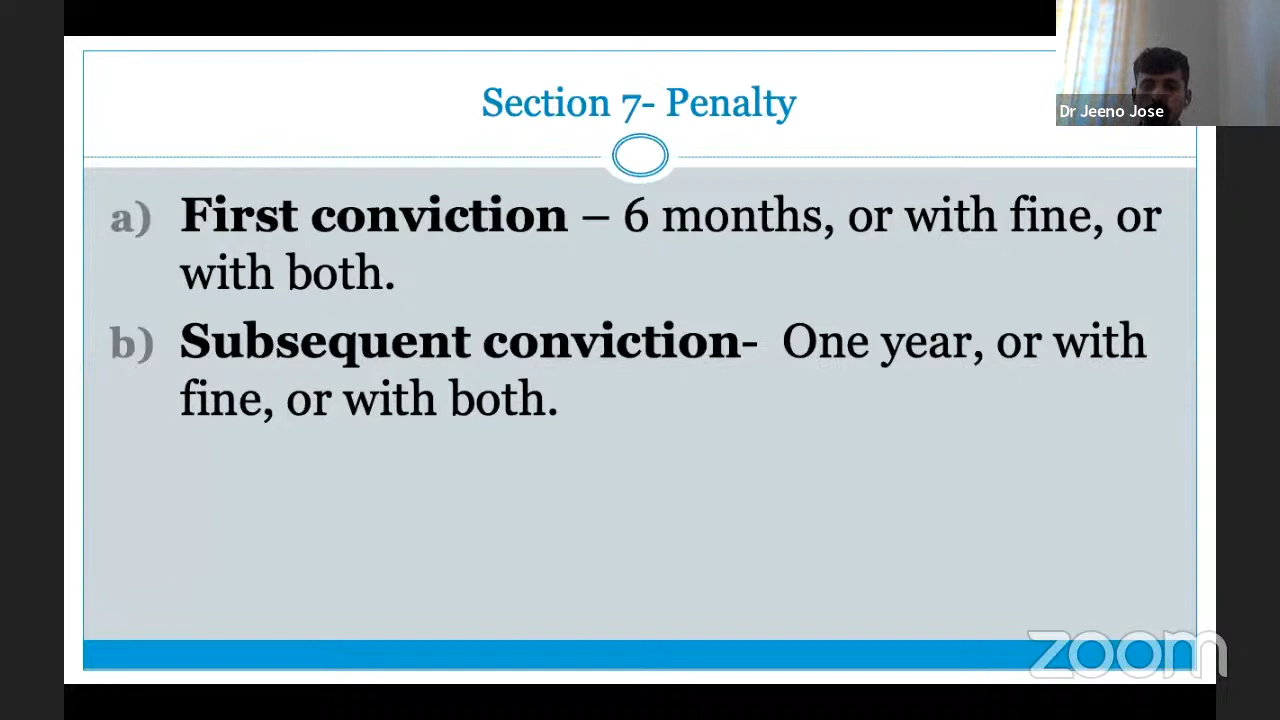 Section 7- Penalty
Dr Jeeno Jose
a) First conviction – 6 months, or with fine, or
with both.
b) Subsequent conviction- One year, or with
fine, or with both.
zoom